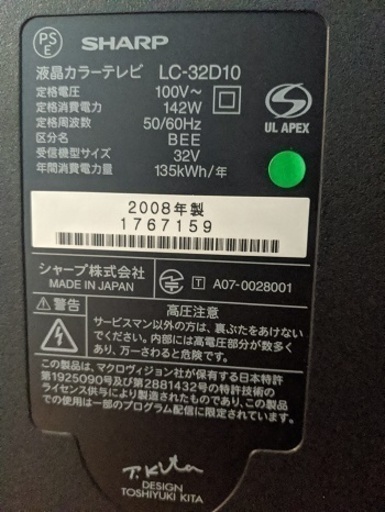 PSE
SHARP
液晶カラーテレビ LC-32D10
定格電圧 100V～
定格消費電力 142W
定格周波数 50/60Hz
区分名 BEE
受信機型サイズ 32V
年間消費電力量 135kWh/年
UL APEX
2008年製
1767159
シャープ株式会社
MADE IN JAPAN
T A07-0028001
警告
高圧注意
サービスマン以外の方は、裏ぶたをあけない
でください。内部には高電圧部分が数多く
あり、万一さわると危険です。
この製品は、マクロヴィジョン社が保有する日本特許
第1925090号及び第2881432号の特許技術の
ライセンス供与により製造されたものであり、この製品
での使用は一部のプログラム配信に限定されています。
T. Kita
DESIGN
TOSHIYUKI KITA